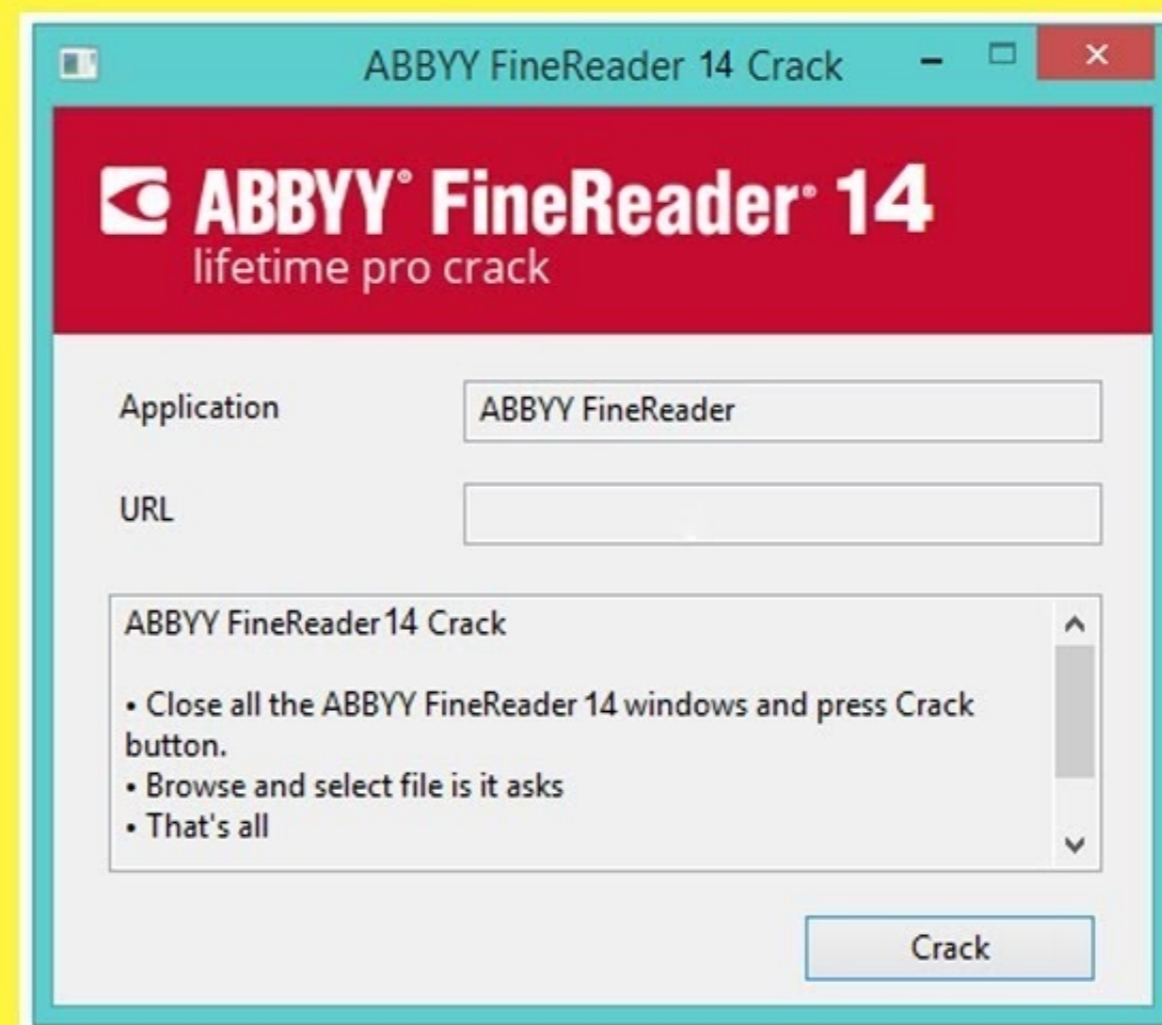 ABBYY FineReader 14 Crack
ABBYY® FineReader® 14
lifetime pro crack
Application
ABBYY FineReader
URL
ABBYY FineReader 14 Crack
• Close all the ABBYY FineReader 14 windows and press Crack
button.
• Browse and select file is it asks
• That's all
Crack